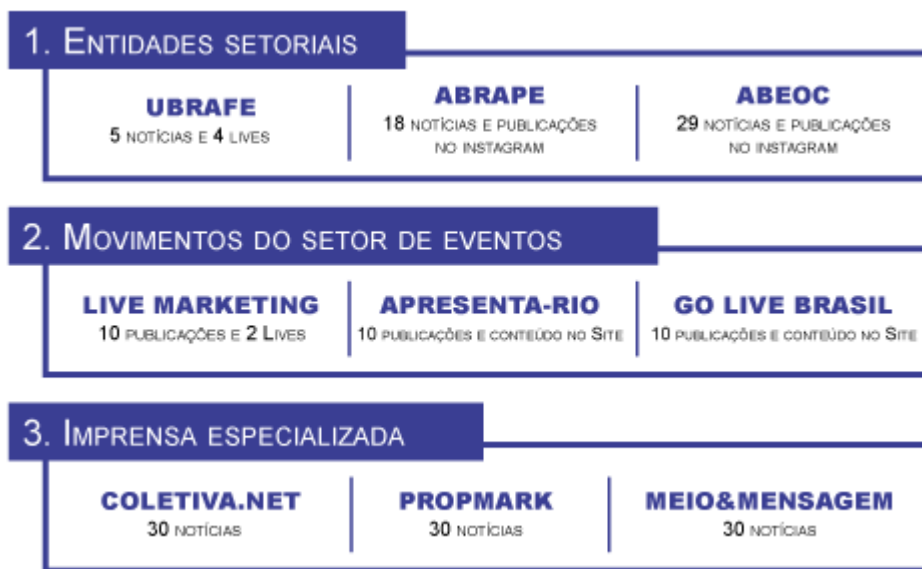 1. Entidades setoriais
UBRAFE
5 notícias e 4 lives
ABRAPE
18 notícias e publicações
no Instagram
ABEOC
29 notícias e publicações
no Instagram
2. Movimentos do setor de eventos
LIVE MARKETING
10 publicações e 2 Lives
APRESENTA-RIO
10 publicações e conteúdo no Site
GO LIVE BRASIL
10 publicações e conteúdo no Site
3. Imprensa especializada
COLETIVA.NET
30 notícias
PROPMARK
30 notícias
MEIO&MENSAGEM
30 notícias